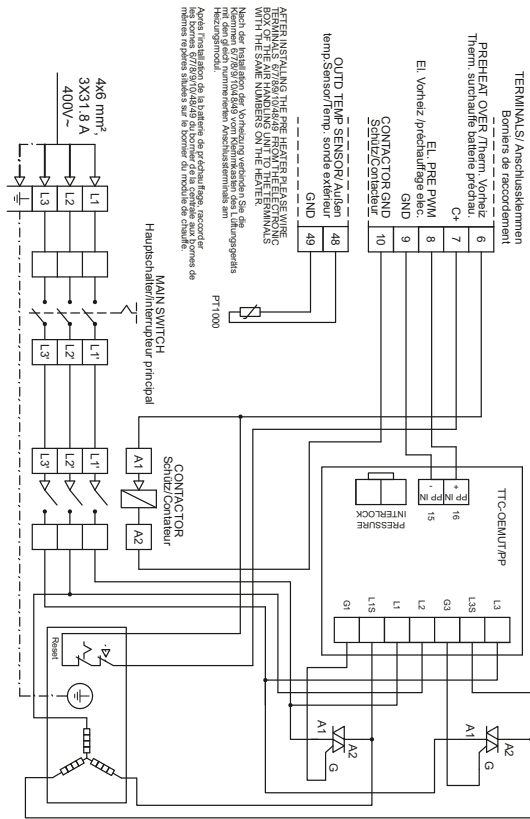 TERMINALS/ Anschlussklemmen
Borniers de raccordement
PREHEAT OVER /Therm. Vorheiz
Therm. surchauffe batterie préchau.
6
C+
7
EL. PRE PWM
El. Vorheiz /préchauffage eléc.
8
GND
9
CONTACTOR GND
Schütz/Contacteur
10
OUTD TEMP SENSOR/ Außen
temp.Sensor/Temp. sonde extérieur
48
GND
49
PT1000
AFTER INSTALLING THE PRE HEATER PLEASE WIRE
TERMINALS 6/7/8/9/10/48/49 FROM THE ELECTRONIC
BOX OF THE AIR HANDLING UNIT TO THE TERMINALS
WITH THE SAME NUMBERS ON THE HEATER.
Nach der Installation der Vorheizung verbinden Sie die
Klemmen 6/7/8/9/10/48/49 vom Klemmkasten des Lüftungsgeräts
mit den gleich nummerierten Anschlussterminals am
Heizungsmodul.
Après l'installation de la batterie de préchauffage, raccorder
les bornes 6/7/8/9/10/48/49 du bornier de la centrale aux bornes de
mêmes repères situées sur le bornier du module de chauffe.
TTC-OEMUT/PP
+
PP
IN
16
-
PP
IN
15
PRESSURE
INTERLOCK
L3
L3S
G3
L2
L1
L1S
G1
A1
A2
G
A1
A2
G
4x6 mm²,
3X31.8 A
400V~
L1
L2
L3
MAIN SWITCH
Hauptschalter/interrupteur principal
L1'
L2'
L3'
CONTACTOR
Schütz/Contateur
A1
A2
L1'
L2'
L3'
Reset